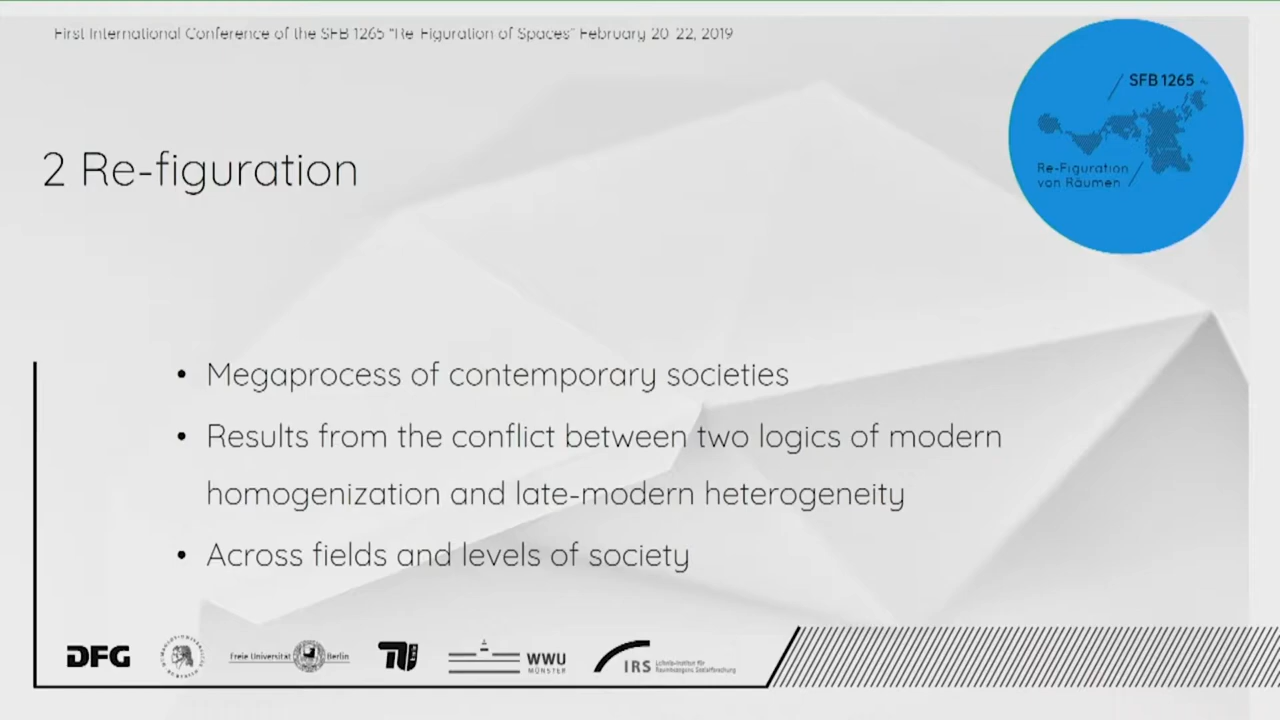 First International Conference of the SFB 1265 "Re-Figuration of Spaces" February 20-22, 2019
SFB 1265
Re-Figuration
von Räumen
2 Re-figuration
• Megaprocess of contemporary societies
• Results from the conflict between two logics of modern
homogenization and late-modern heterogeneity
• Across fields and levels of society
DFG
Freie Universität Berlin
WWU
MÜNSTER
IRS
Leibniz-Institut für